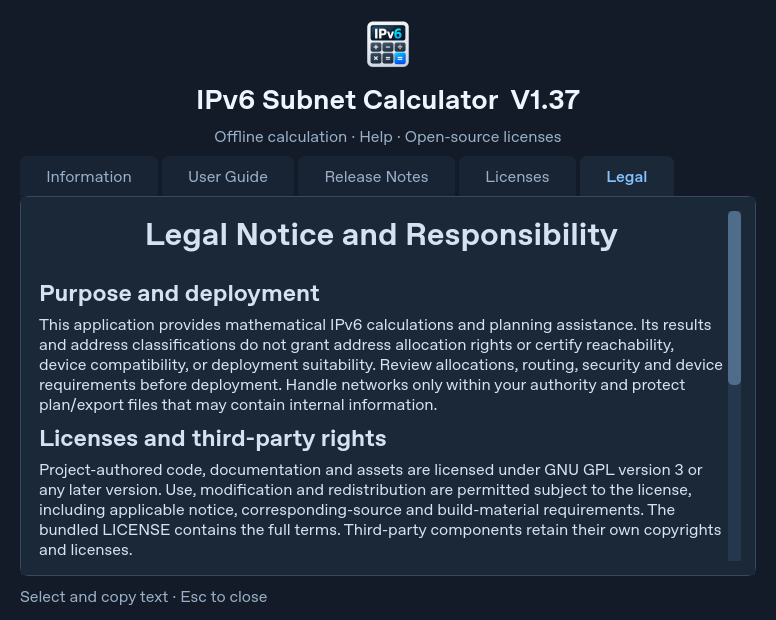 IPv6
IPv6 Subnet Calculator V1.37
Offline calculation · Help · Open-source licenses
Information
User Guide
Release Notes
Licenses
Legal
Legal Notice and Responsibility
Purpose and deployment
This application provides mathematical IPv6 calculations and planning assistance. Its results
and address classifications do not grant address allocation rights or certify reachability,
device compatibility, or deployment suitability. Review allocations, routing, security and device
requirements before deployment. Handle networks only within your authority and protect
plan/export files that may contain internal information.
Licenses and third-party rights
Project-authored code, documentation and assets are licensed under GNU GPL version 3 or
any later version. Use, modification and redistribution are permitted subject to the license,
including applicable notice, corresponding-source and build-material requirements. The
bundled LICENSE contains the full terms. Third-party components retain their own copyrights
and licenses.
Select and copy text · Esc to close